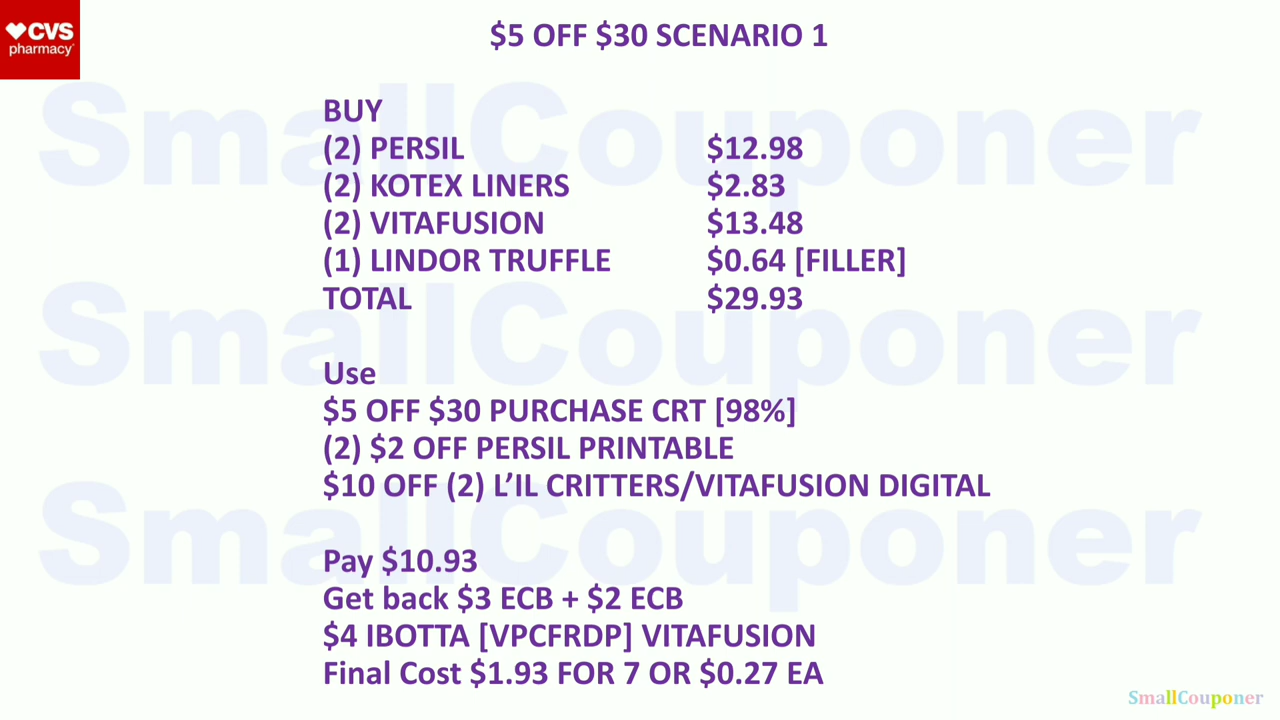 CVS
pharmacy
$5 OFF $30 SCENARIO 1
BUY
(2) PERSIL $12.98
(2) KOTEX LINERS $2.83
(2) VITAFUSION $13.48
(1) LINDOR TRUFFLE $0.64 [FILLER]
TOTAL $29.93
Use
$5 OFF $30 PURCHASE CRT [98%]
(2) $2 OFF PERSIL PRINTABLE
$10 OFF (2) L’IL CRITTERS/VITAFUSION DIGITAL
Pay $10.93
Get back $3 ECB + $2 ECB
$4 IBOTTA [VPCFRDP] VITAFUSION
Final Cost $1.93 FOR 7 OR $0.27 EA
SmallCouponer
SmallCouponer
SmallCouponer
SmallCouponer